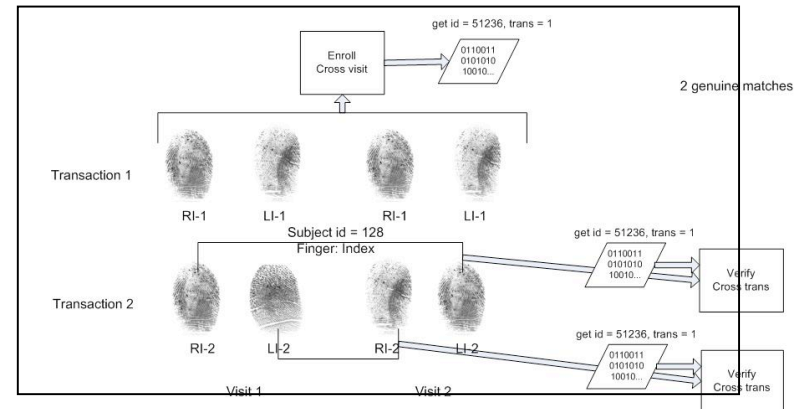 get id = 51236, trans = 1
Enroll
Cross visit
0110011
0101010
10010...
2 genuine matches
Transaction 1
RI-1
LI-1
RI-1
LI-1
Subject id = 128
Finger: Index
get id = 51236, trans = 1
0110011
0101010
10010...
Verify
Cross trans
Transaction 2
RI-2
LI-2
RI-2
LI-2
get id = 51236, trans = 1
0110011
0101010
10010...
Verify
Cross trans
Visit 1
Visit 2